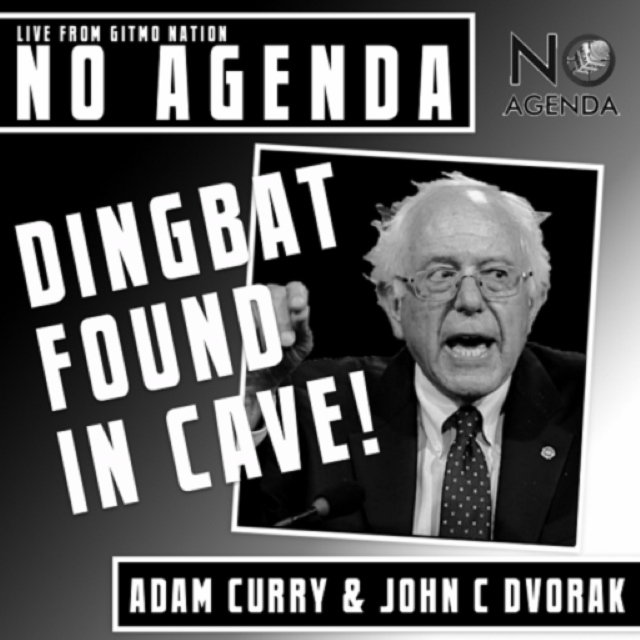 LIVE FROM GITMO NATION
NO AGENDA
NO
AGENDA
DINGBAT
FOUND
IN CAVE!
ADAM CURRY & JOHN C DVORAK